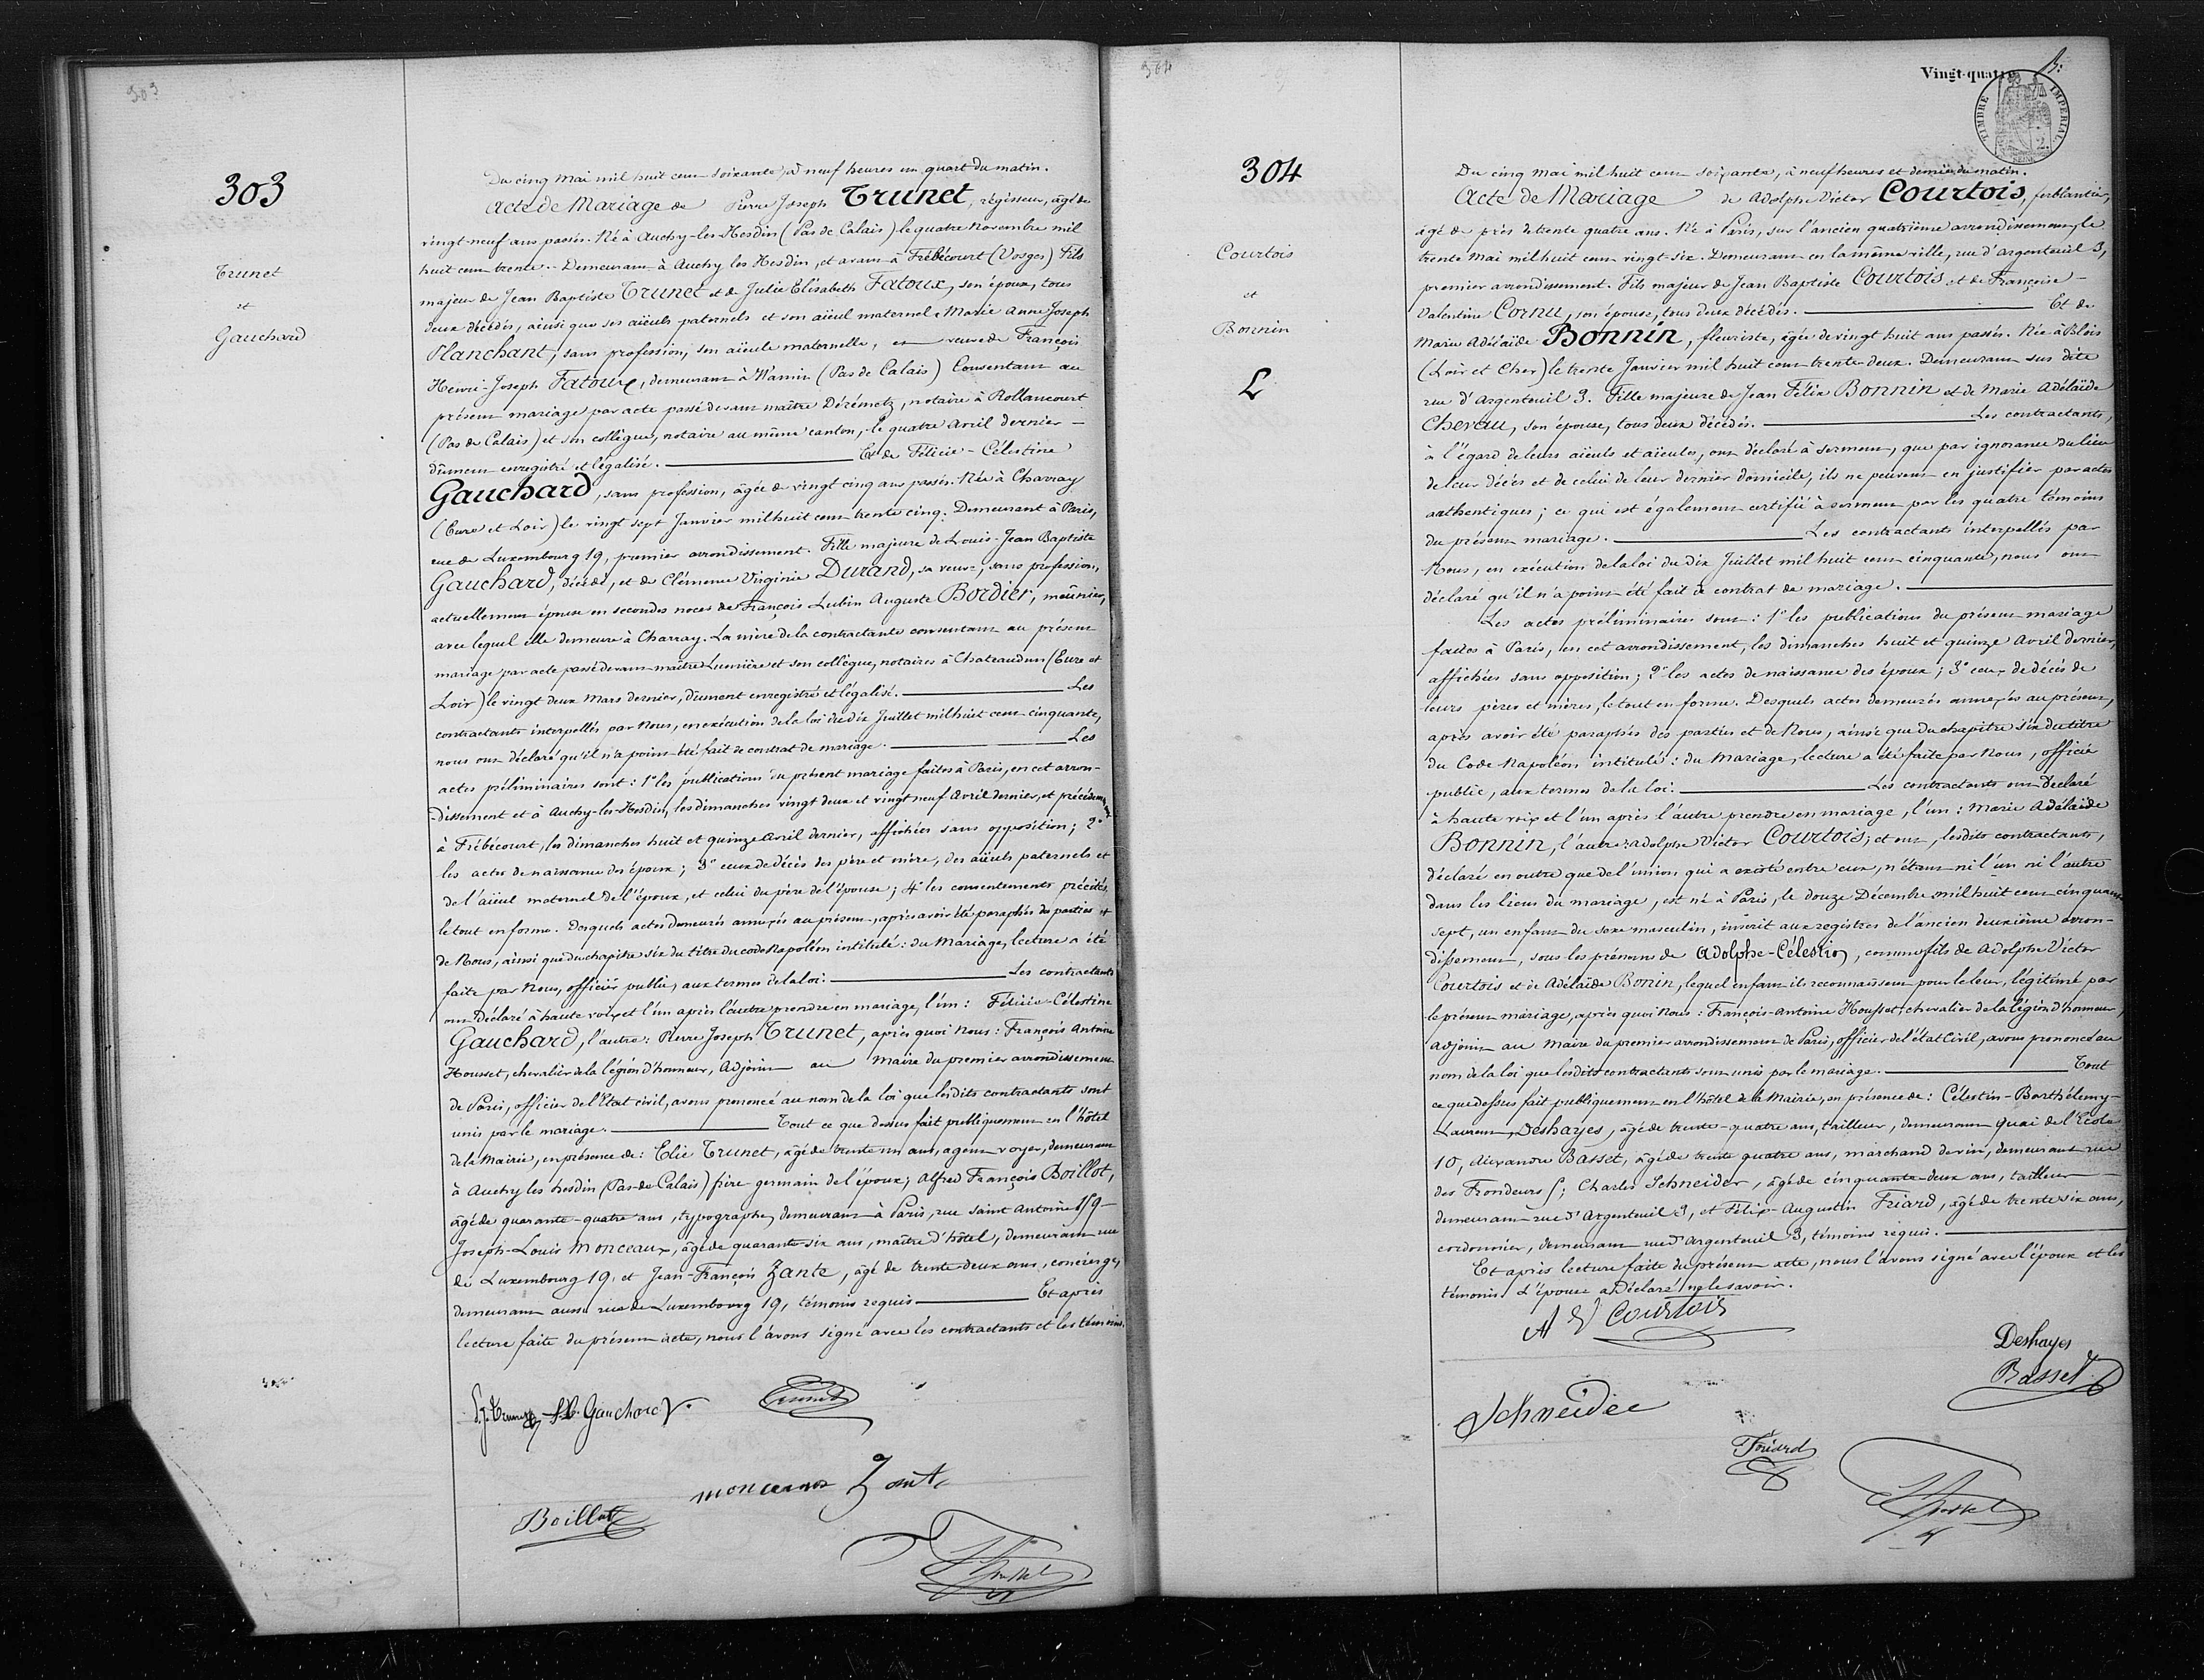 303
303
Trunet
et
Gauchard
Du cinq Mai mil huit cent soixante, à neuf heures un quart du matin.
Acte de Mariage de Pierre Joseph Trunet, régisseur, âgé de
vingt-neuf ans passés. Né à Auchy-les-Hesdin (Pas de Calais) le quatre Novembre mil
huit cent trente. Demeurant à Auchy les Hesdin, et avant à Frébécourt (Vosges) Fils
majeur de Jean Baptiste Trunet et de Julie Elisabeth Fatoux, son épouse, tous
deux décédés, ainsi que ses aïeuls paternels et son aïeul maternel. Marie Anne Joseph
Planchant, sans profession, son aïeule maternelle, veuve de François
Henri-Joseph Fatoux, demeurant à Wamin (Pas de Calais) Consentant au
présent mariage par acte passé devant maître Dérémetz, notaire à Rollancourt
(Pas de Calais) et son collègue, notaire au même canton, le quatre Avril dernier
dûment enregistré et légalisé. Et de Félicie-Célestine
Gauchard, sans profession, âgée de vingt cinq ans passés. Née à Charray
(Eure et Loir) le vingt sept Janvier mil huit cent trente cinq. Demeurant à Paris,
rue de Luxembourg 19, premier arrondissement. Fille majeure de Louis-Jean Baptiste
Gauchard, décédé, et de Clémence Virginie Durand, sa veuve, sans profession,
actuellement épouse en secondes noces de François Lubin Auguste Bordier, meûnier,
avec lequel elle demeure à Charray. La mère de la contractante consentant au présent
mariage par acte passé devant maître Lumière et son collègue, notaires à Chateaudun (Eure et
Loir) le vingt deux Mars dernier, dûment enregistré et légalisé. Les
contractants interpellés par Nous, en exécution de la loi du dix Juillet mil huit cent cinquante,
nous ont déclaré qu'il n'a point été fait de contrat de mariage. Les
actes préliminaires sont : 1° les publications du présent mariage faites à Paris, en cet arron-
dissement et à Auchy-les-Hesdin, les dimanches vingt deux et vingt neuf Avril dernier, et précédemment
à Frébécourt, les dimanches huit et quinze Avril dernier, affichées sans opposition ; 2°
les actes de naissance des époux ; 3° ceux de décès des père et mère, des aïeuls paternels et
de l'aïeul maternel de l'époux, et celui du père de l'épouse ; 4° les consentements précités,
le tout en forme. Desquels actes demeurés annexés au présent, après avoir été paraphés des parties et
de Nous, ainsi que du chapitre six du titre du code Napoléon intitulé : du Mariage, lecture a été
faite par Nous, officier public, aux termes de la loi. Les contractants
ont déclaré à haute voix et l'un après l'autre prendre en mariage, l'un : Félicie-Célestine
Gauchard, l'autre : Pierre Joseph Trunet, après quoi Nous : François Antoine
Housset, chevalier de la légion d'honneur, Adjoint au Maire du premier arrondissement
de Paris, officier de l'Etat civil, avons prononcé au nom de la loi que lesdits contractants sont
unis par le mariage. Tout ce que dessus fait publiquement en l'hôtel
de la Mairie, en présence de : Elie Trunet, âgé de trente un ans, agent voyer, demeurant
à Auchy les hesdin (Pas-de-Calais) frère germain de l'époux ; Alfred François Boillot,
âgé de quarante-quatre ans, typographe, demeurant à Paris, rue Saint Antoine
Joseph-Louis Monceaux, âgé de quarante-six ans, maître d'hôtel, demeurant rue
de Luxembourg 19, et Jean-François Zante, âgé de trente-deux ans, concierge,
demeurant aussi rue de Luxembourg 19, témoins requis Et après
lecture faite du présent acte, nous l'avons signé avec les contractants et les témoins.
Gauchard
Trunet
monceaux
Boillot
304
Vingt-quatre
TIMBRE IMPERIAL
304
Courtois
et
Bonnin
L
Du cinq Mai mil huit cent soixante, à neuf heures et demie du matin.
Acte de Mariage de Adolphe Victor Courtois, ferblantier,
âgé de près de trente quatre ans. Né à Paris, sur l'ancien quatrième arrondissement, le
trente Mai mil huit cent vingt-six. Demeurant en la même ville, rue d'argenteuil 3,
premier arrondissement. Fils majeur de Jean Baptiste Courtois et de Françoise-
Valentine Cornu, son épouse, tous deux décédés. Et de
Marie Adélaïde Bonnin, fleuriste, âgée de vingt huit ans passés. Née à Blois
(Loir et Cher) le trente Janvier mil huit cent trente-deux. Demeurant sus dite
rue d'Argenteuil 3. Fille majeure de Jean Félix Bonnin et de Marie Adélaïde
Cheveau, son épouse, tous deux décédés. Les contractants,
à l'égard de leurs aïeuls et aïeules, ont déclaré à serment, que par ignorance du lieu
de leur décès et de celui de leur dernier domicile, ils ne peuvent en justifier par actes
authentiques ; ce qui est également certifié à serment par les quatre témoins
du présent mariage. Les contractants interpellés par
Nous, en exécution de la loi du Dix Juillet mil huit cent cinquante, nous ont
déclaré qu'il n'a point été fait de contrat de mariage.
Les actes préliminaires sont : 1° les publications du présent mariage
faites à Paris, en cet arrondissement, les dimanches huit et quinze Avril dernier,
affichées sans opposition ; 2° les actes de naissance des époux ; 3° ceux de décès de
leurs pères et mères, le tout en forme. Desquels actes demeurés annexés au présent,
après avoir été paraphés des parties et de Nous, ainsi que du chapitre six du titre
du Code Napoléon intitulé : du Mariage, lecture a été faite par Nous, officier
public, aux termes de la loi. Les contractants ont déclaré
à haute voix et l'un après l'autre prendre en mariage, l'un : Marie Adélaïde
Bonnin, l'autre : Adolphe Victor Courtois ; et ont, lesdits contractants,
déclaré en outre que de l'union qui a existé entre eux, n'étant ni l'un ni l'autre
dans les liens du mariage, est né à Paris, le douze Décembre mil huit cent cinquante
sept, un enfant du sexe masculin, inscrit aux registres de l'ancien deuxième arron-
dissement, sous les prénoms de Adolphe-Célestin, comme fils de Adolphe Victor
Courtois et de Adélaïde Bonin, lequel enfant ils reconnaissent pour le leur, légitimé par
le présent mariage, après quoi Nous : François-Antoine Housset, chevalier de la légion d'honneur,
adjoint au Maire du premier arrondissement de Paris, officier de l'état Civil, avons prononcé au
nom de la loi que lesdits contractants sont unis par le mariage. Tout
ce que dessus fait publiquement en l'hôtel de la Mairie, en présence de : Célestin-Barthélemy-
Laurent Deshayes, âgé de trente-quatre ans, tailleur, demeurant quai de l'Ecole
10, Alexandre Basset, âgé de trente quatre ans, marchand de vin, demeurant rue
des Frondeurs 5 ; Charles Schneider, âgé de cinquante-deux ans, tailleur
demeurant rue d'Argenteuil 3, et Félix-Augustin Friard, âgé de trente six ans,
cordonnier, demeurant rue d'argenteuil 3, témoins requis.
Et après lecture faite du présent acte, nous l'avons signé avec l'époux et les
témoins. L'épouse a déclaré ne le savoir.
A V Courtois
Deshayes
Basset
Schneider
Friard